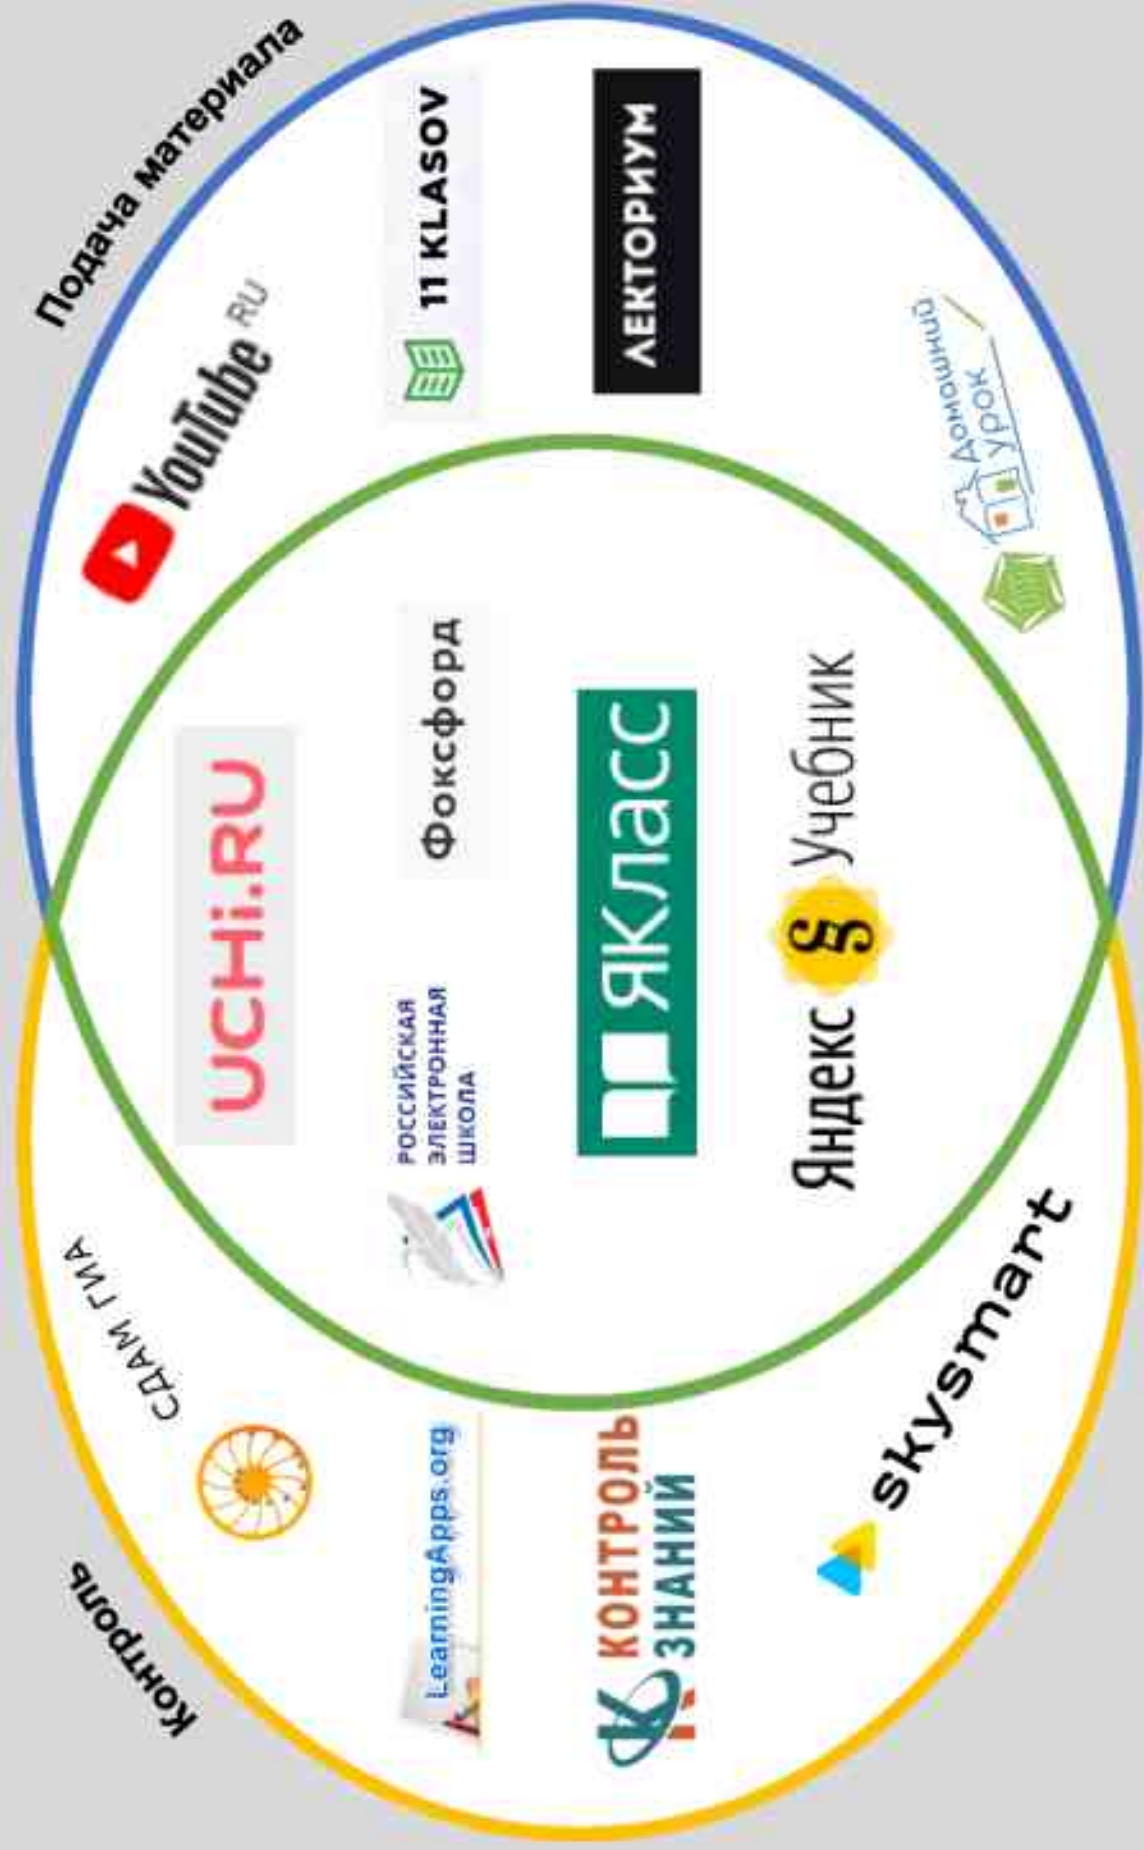 Контроль
Подача материала
СДАМ ГИА
LearningApps.org
К КОНТРОЛЬ
ЗНАНИЙ
skysmart
UCHi.RU
РОССИЙСКАЯ
ЭЛЕКТРОННАЯ
ШКОЛА
Фоксфорд
ЯКласс
Яндекс § Учебник
YouTube RU
11 KLASOV
ЛЕКТОРИУМ
Домашний
урок